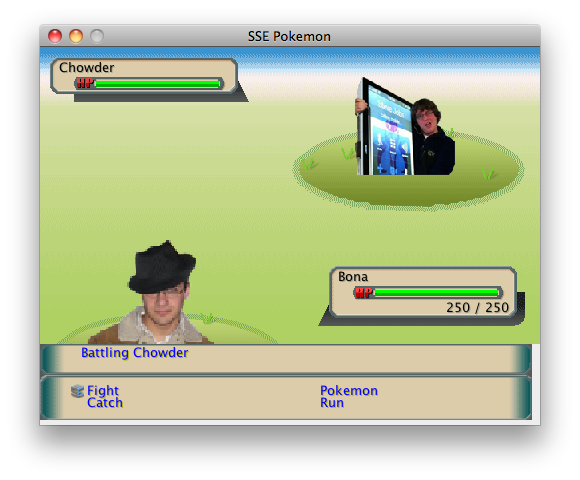 SSE Pokemon
Chowder
HP
Bona
HP
250 / 250
Battling Chowder
Fight Pokemon
Catch Run